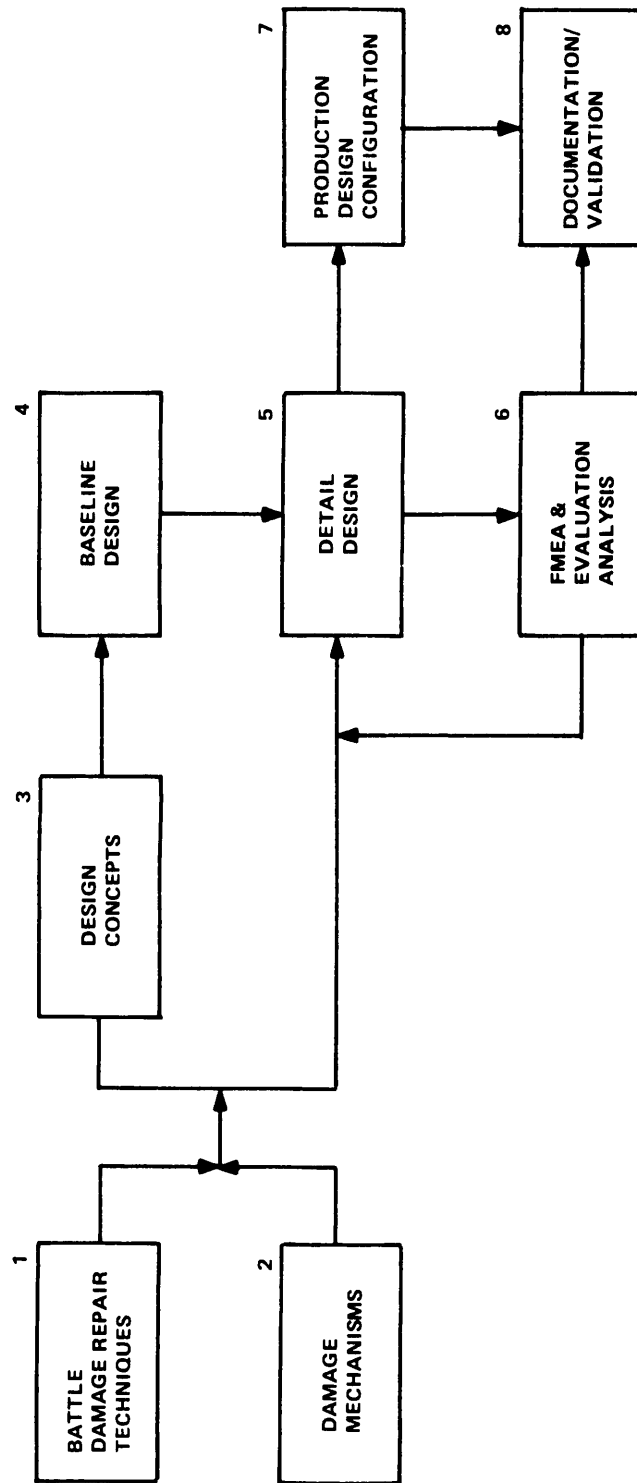 1
BATTLE
DAMAGE REPAIR
TECHNIQUES
2
DAMAGE
MECHANISMS
3
DESIGN
CONCEPTS
4
BASELINE
DESIGN
5
DETAIL
DESIGN
6
FMEA &
EVALUATION
ANALYSIS
7
PRODUCTION
DESIGN
CONFIGURATION
8
DOCUMENTATION/
VALIDATION